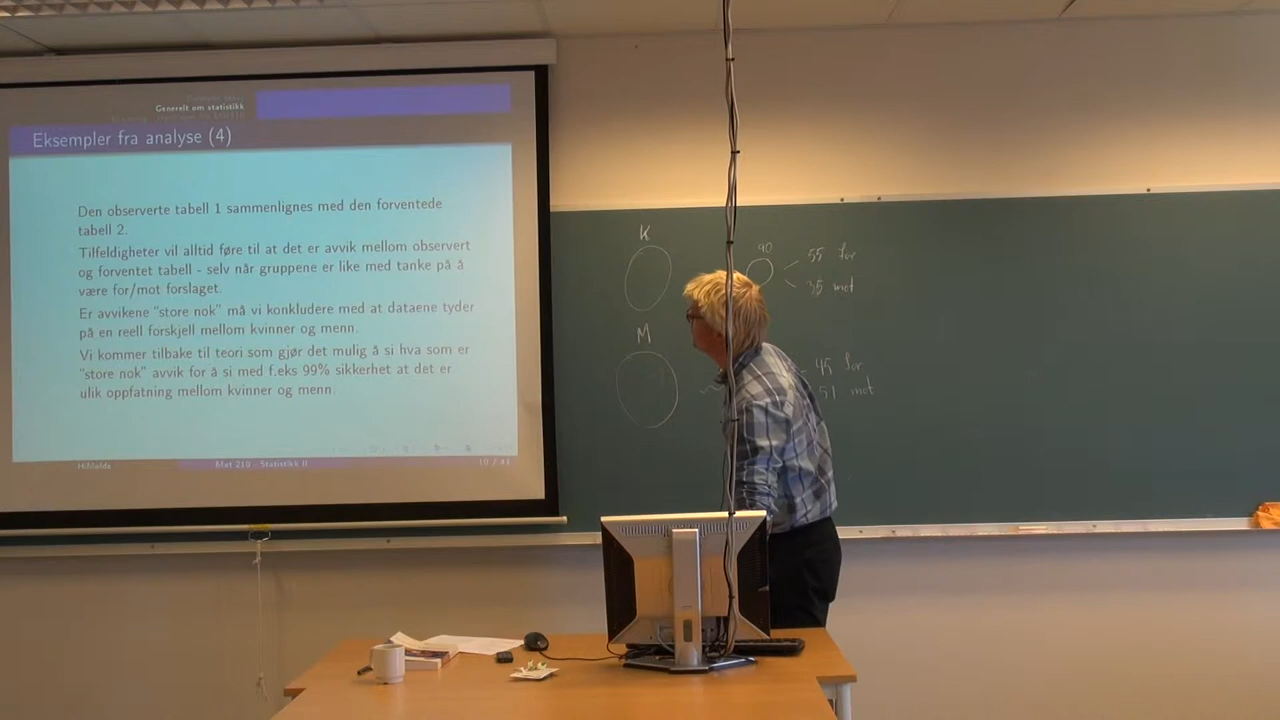 Generelt om statistikk
Eksempler fra analyse (4)
Den observerte tabell 1 sammenlignes med den forventede
tabell 2.
Tilfeldigheter vil alltid føre til at det er avvik mellom observert
og forventet tabell - selv når gruppene er like med tanke på å
være for/mot forslaget.
Er avvikene "store nok" må vi konkludere med at dataene tyder
på en reell forskjell mellom kvinner og menn.
Vi kommer tilbake til teori som gjør det mulig å si hva som er
"store nok" avvik for å si med f.eks 99% sikkerhet at det er
ulik oppfatning mellom kvinner og menn.
HiMolde Mat 210 - Statistikk II 10 / 41
K
90
55 for
35 mot
M
45 for
51 mot